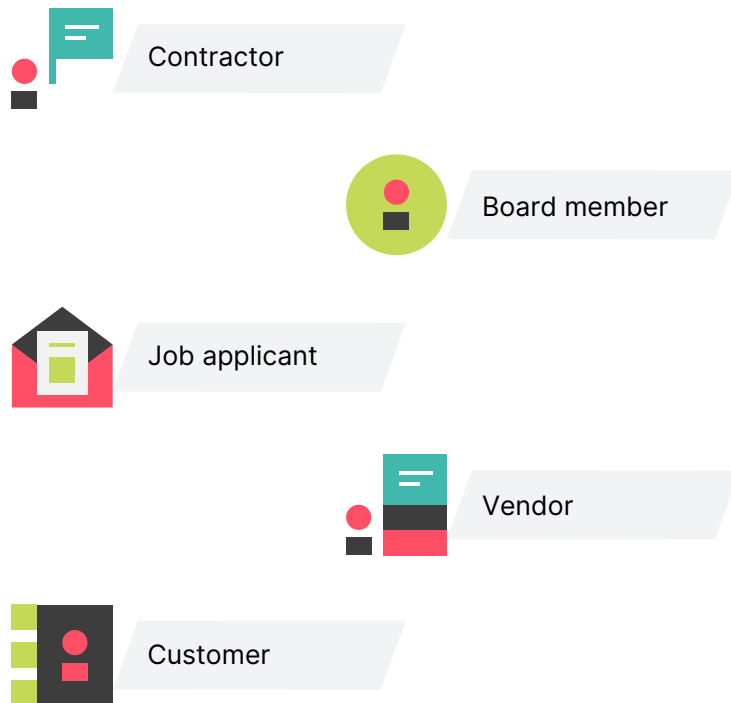 Contractor
Board member
Job applicant
Vendor
Customer